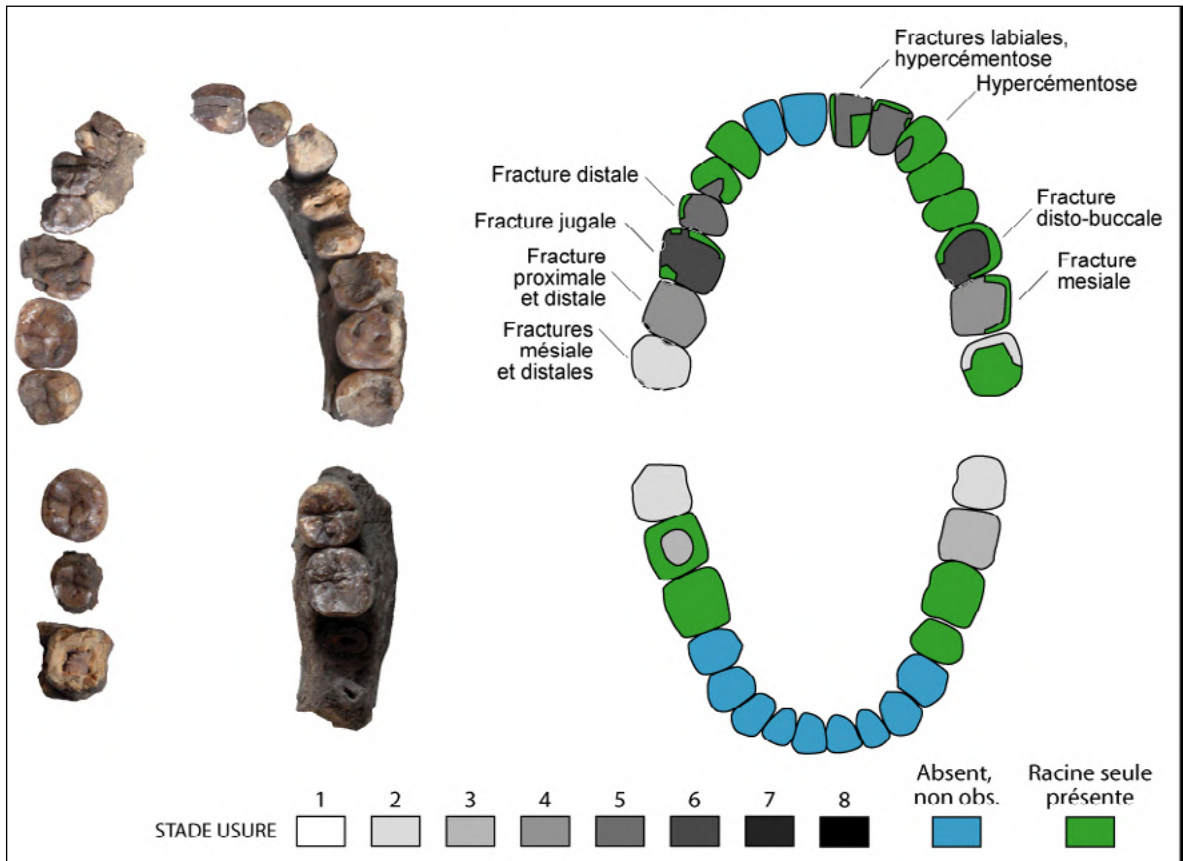 Fractures labiales,
hypercémentose
Hypercémentose
Fracture distale
Fracture jugale
Fracture
proximale
et distale
Fractures
mésiale
et distales
Fracture
disto-buccale
Fracture
mesiale
STADE USURE
1 2 3 4 5 6 7 8
Absent,
non obs.
Racine seule
présente